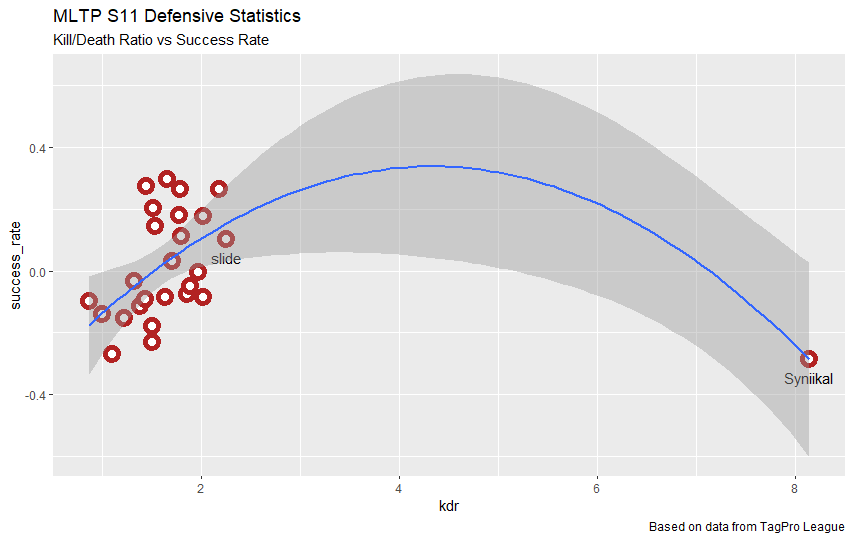 MLTP S11 Defensive Statistics
Kill/Death Ratio vs Success Rate
0.4
0.0
-0.4
success_rate
slide
Syniikal
2 4 6 8
kdr
Based on data from TagPro League